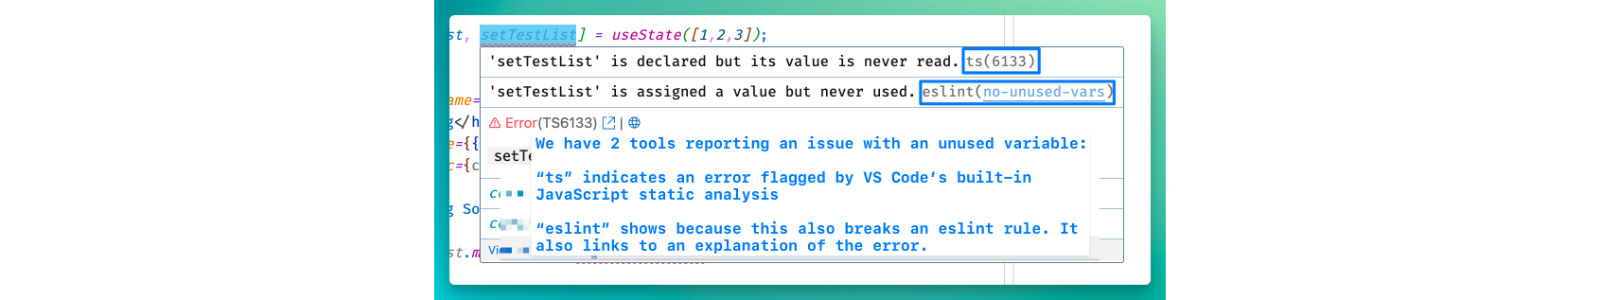 st, setTestList] = useState([1,2,3]);
'setTestList' is declared but its value is never read. ts(6133)
'setTestList' is assigned a value but never used. eslint(no-unused-vars)
ame=
g</h
Error(TS6133) |
e={{
We have 2 tools reporting an issue with an unused variable:
setTe
c={c
“ts” indicates an error flagged by VS Code’s built-in
JavaScript static analysis
g So
“eslint” shows because this also breaks an eslint rule. It
also links to an explanation of the error.
st.m